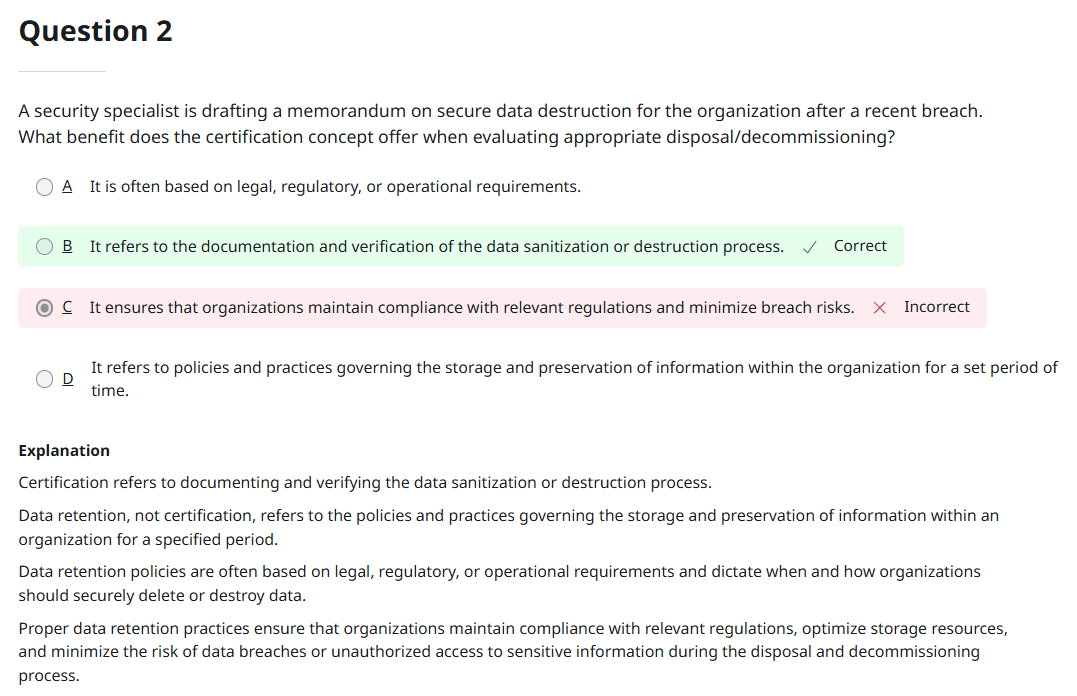 Question 2
A security specialist is drafting a memorandum on secure data destruction for the organization after a recent breach.
What benefit does the certification concept offer when evaluating appropriate disposal/decommissioning?
A It is often based on legal, regulatory, or operational requirements.
B It refers to the documentation and verification of the data sanitization or destruction process. ✓ Correct
C It ensures that organizations maintain compliance with relevant regulations and minimize breach risks. ✕ Incorrect
D It refers to policies and practices governing the storage and preservation of information within the organization for a set period of
time.
Explanation
Certification refers to documenting and verifying the data sanitization or destruction process.
Data retention, not certification, refers to the policies and practices governing the storage and preservation of information within an
organization for a specified period.
Data retention policies are often based on legal, regulatory, or operational requirements and dictate when and how organizations
should securely delete or destroy data.
Proper data retention practices ensure that organizations maintain compliance with relevant regulations, optimize storage resources,
and minimize the risk of data breaches or unauthorized access to sensitive information during the disposal and decommissioning
process.